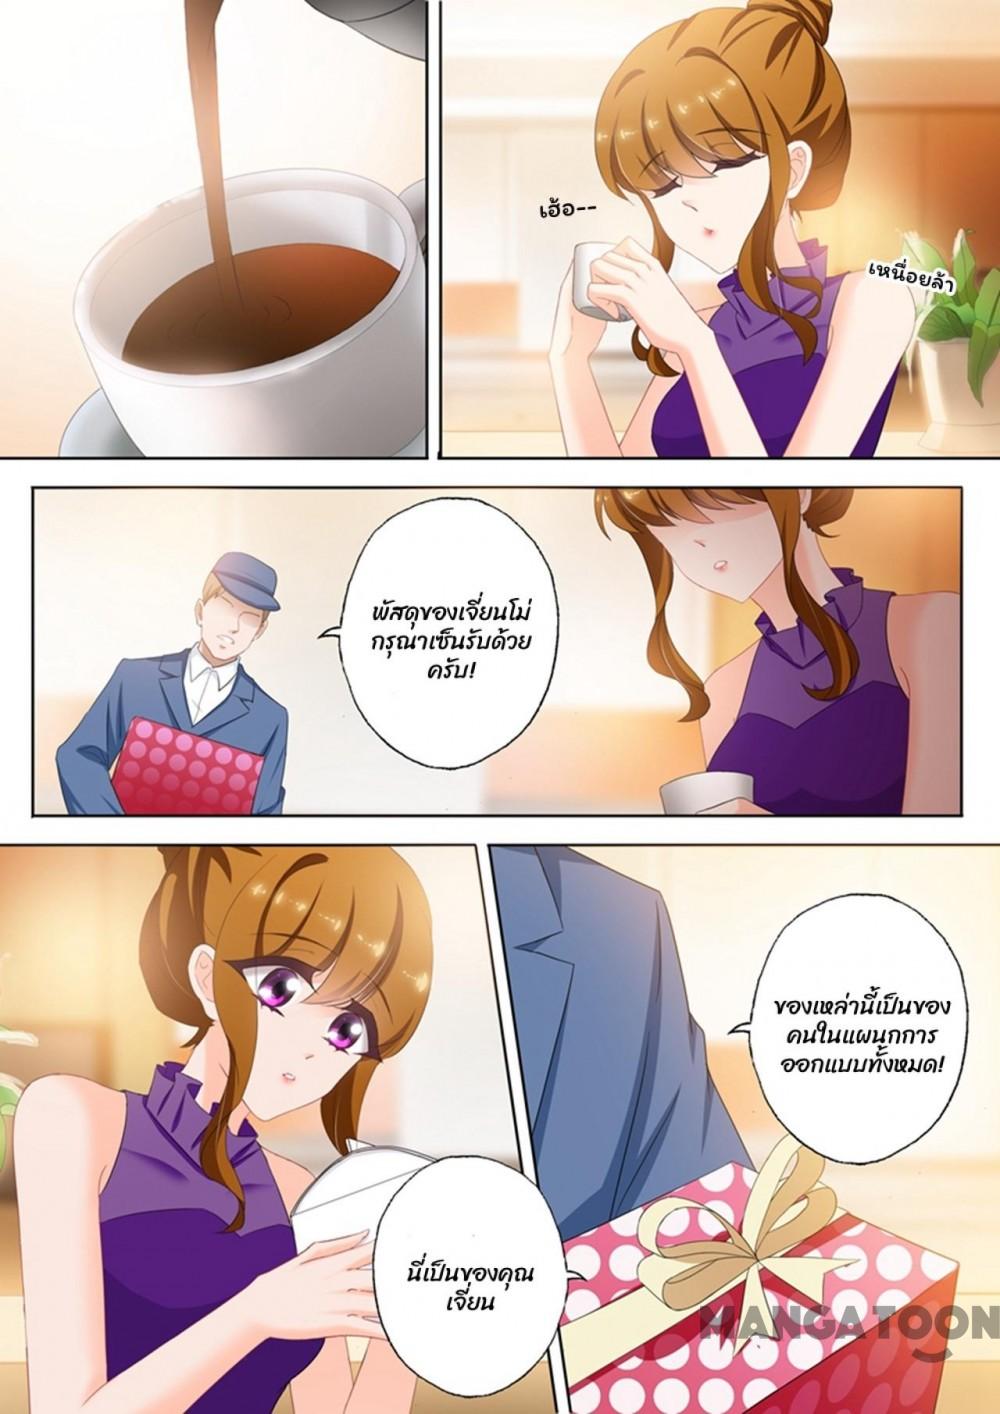 เฮ้อ--
เหนื่อยล้า
พัสดุของเจี่ยนโม่
กรุณาเซ็นรับด้วย
ครับ!
ของเหล่านี้เป็นของ
คนในแผนกการ
ออกแบบทั้งหมด!
นี่เป็นของคุณ
เจี่ยน
MANGATOON